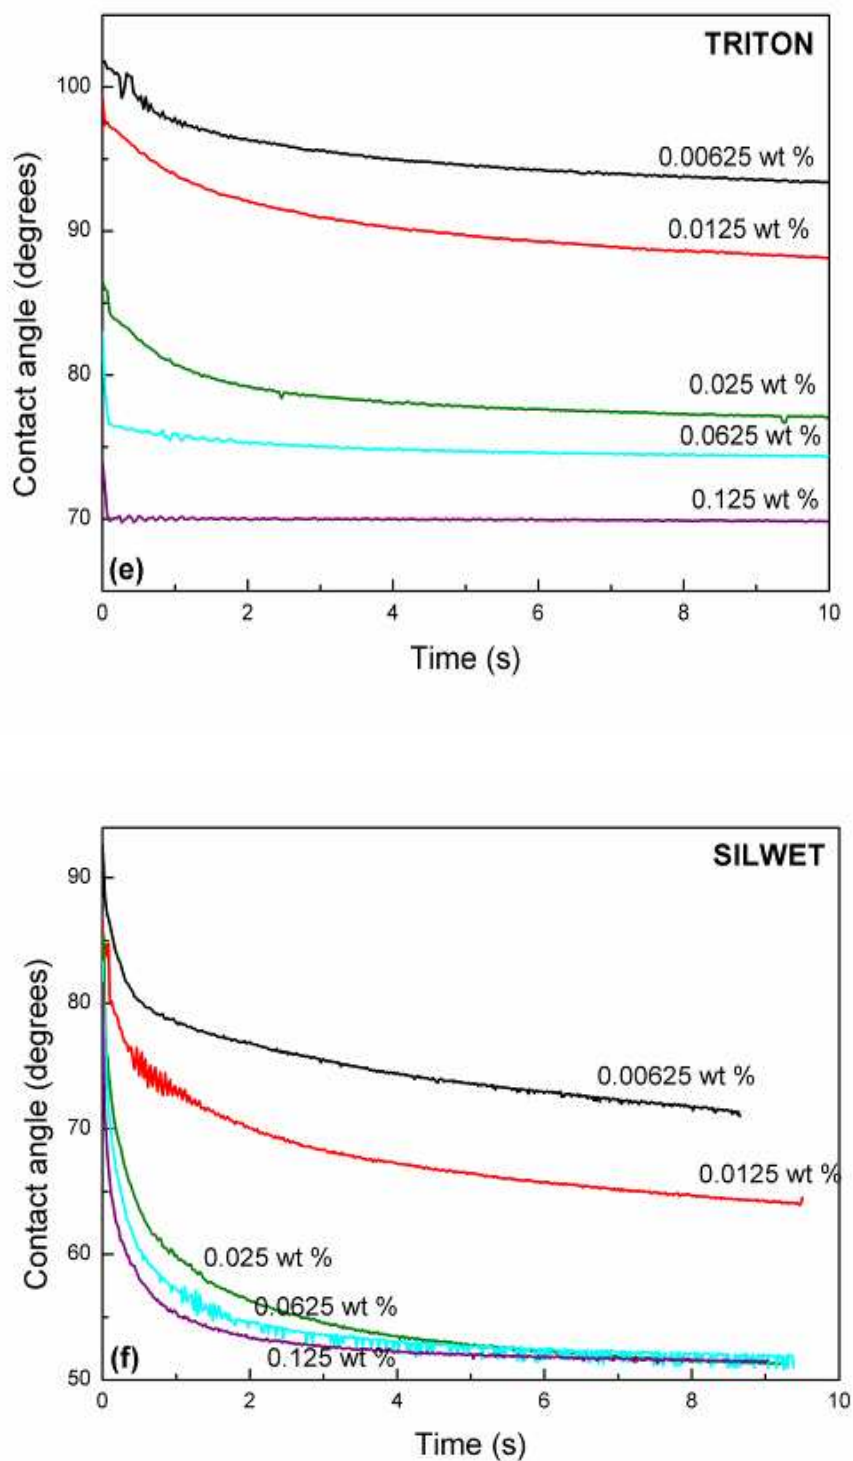 TRITON
100
90
80
70
Contact angle (degrees)
0.00625 wt %
0.0125 wt %
0.025 wt %
0.0625 wt %
0.125 wt %
(e)
0 2 4 6 8 10
Time (s)
SILWET
90
80
70
60
50
Contact angle (degrees)
0.00625 wt %
0.0125 wt %
0.025 wt %
0.0625 wt %
0.125 wt %
(f)
0 2 4 6 8 10
Time (s)